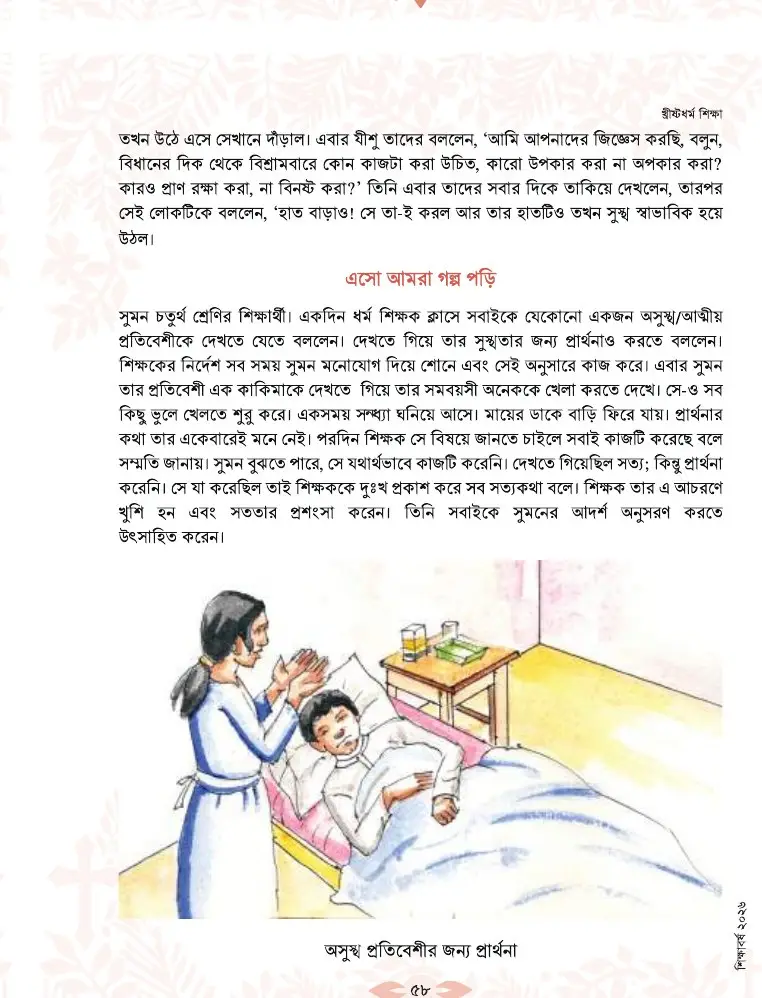 খ্রীষ্টধর্ম শিক্ষা
তখন উঠে এসে সেখানে দাঁড়াল। এবার যীশু তাদের বললেন, ‘আমি আপনাদের জিজ্ঞেস করছি, বলুন,
বিধানের দিক থেকে বিশ্রামবারে কোন কাজটা করা উচিত, কারো উপকার করা না অপকার করা?
কারও প্রাণ রক্ষা করা, না বিনষ্ট করা?’ তিনি এবার তাদের সবার দিকে তাকিয়ে দেখলেন, তারপর
সেই লোকটিকে বললেন, ‘হাত বাড়াও! সে তা-ই করল আর তার হাতটিও তখন সুস্থ স্বাভাবিক হয়ে
উঠল।
এসো আমরা গল্প পড়ি
সুমন চতুর্থ শ্রেণির শিক্ষার্থী। একদিন ধর্ম শিক্ষক ক্লাসে সবাইকে যেকোনো একজন অসুস্থ/আত্মীয়
প্রতিবেশীকে দেখতে যেতে বললেন। দেখতে গিয়ে তার সুস্থতার জন্য প্রার্থনাও করতে বললেন।
শিক্ষকের নির্দেশ সব সময় সুমন মনোযোগ দিয়ে শোনে এবং সেই অনুসারে কাজ করে। এবার সুমন
তার প্রতিবেশী এক কাকিমাকে দেখতে গিয়ে তার সমবয়সী অনেককে খেলা করতে দেখে। সে-ও সব
কিছু ভুলে খেলতে শুরু করে। একসময় সন্ধ্যা ঘনিয়ে আসে। মায়ের ডাকে বাড়ি ফিরে যায়। প্রার্থনার
কথা তার একেবারেই মনে নেই। পরদিন শিক্ষক সে বিষয়ে জানতে চাইলে সবাই কাজটি করেছে বলে
সম্মতি জানায়। সুমন বুঝতে পারে, সে যথার্থভাবে কাজটি করেনি। দেখতে গিয়েছিল সত্য; কিন্তু প্রার্থনা
করেনি। সে যা করেছিল তাই শিক্ষককে দুঃখ প্রকাশ করে সব সত্যকথা বলে। শিক্ষক তার এ আচরণে
খুশি হন এবং সততার প্রশংসা করেন। তিনি সবাইকে সুমনের আদর্শ অনুসরণ করতে
উৎসাহিত করেন।
অসুস্থ প্রতিবেশীর জন্য প্রার্থনা
শিক্ষাবর্ষ ২০২৬
৫৮